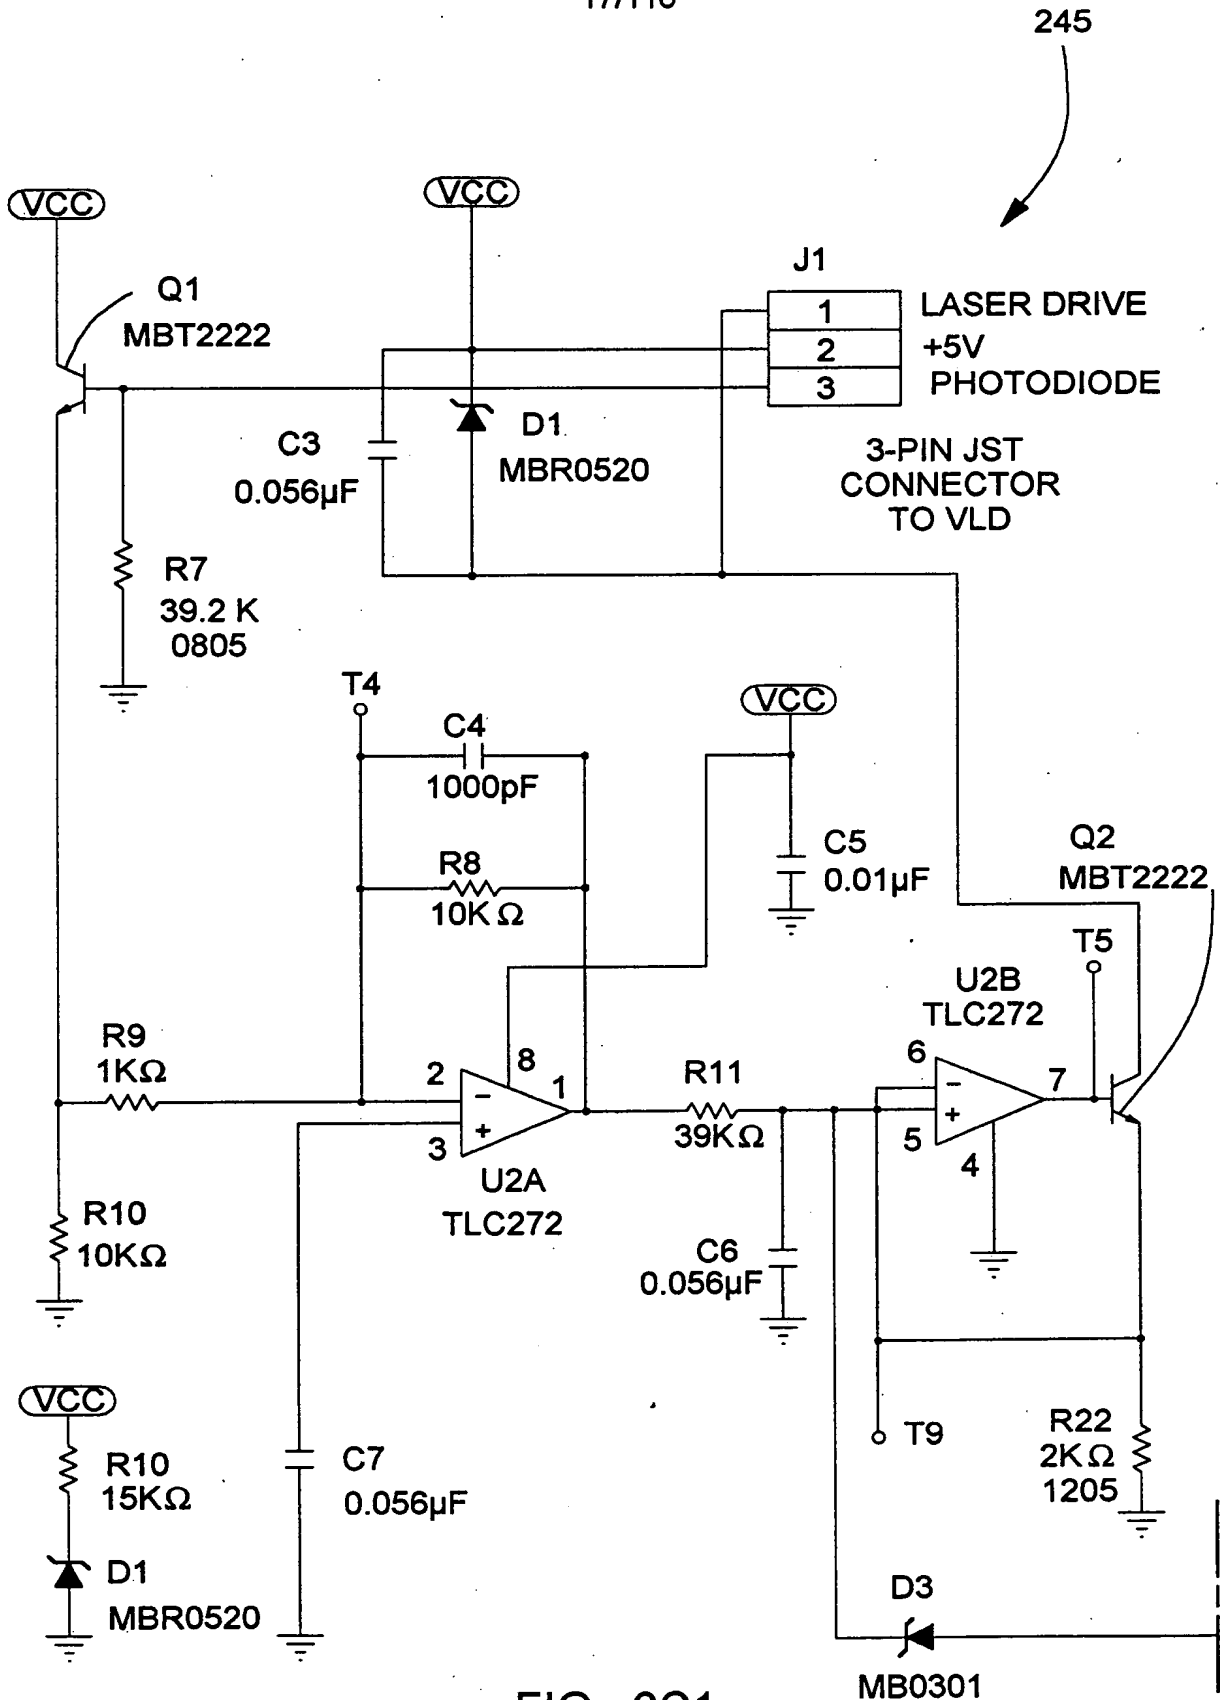 245
VCC
VCC
Q1
MBT2222
J1
1
LASER DRIVE
2
+5V
3
PHOTODIODE
3-PIN JST
CONNECTOR
TO VLD
C3
0.056µF
D1
MBR0520
R7
39.2 K
0805
T4
C4
1000pF
R8
10KΩ
VCC
C5
0.01µF
Q2
MBT2222
T5
U2B
TLC272
R9
1KΩ
2
8
1
-
+
3
U2A
TLC272
R11
39KΩ
6
-
+
5
4
7
R10
10KΩ
C6
0.056µF
VCC
R10
15KΩ
D1
MBR0520
C7
0.056µF
T9
R22
2KΩ
1205
D3
MB0301